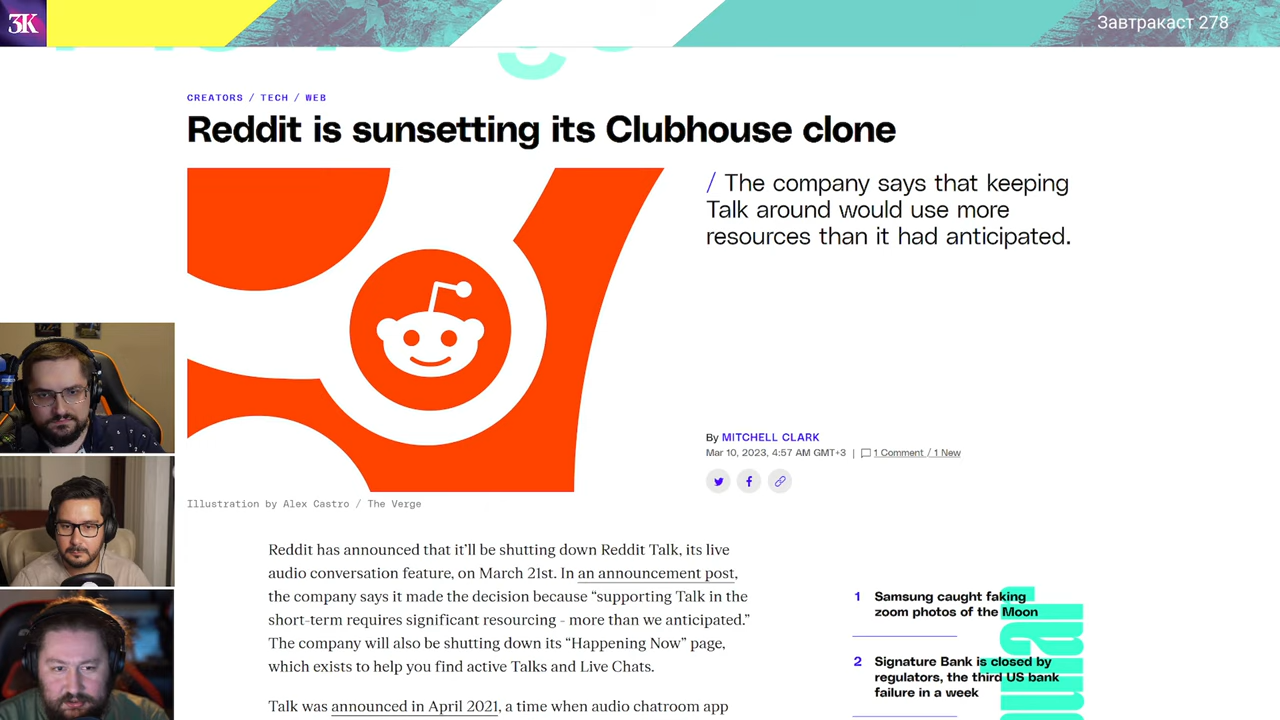 3K
Завтракаст 278
CREATORS / TECH / WEB
Reddit is sunsetting its Clubhouse clone
/ The company says that keeping
Talk around would use more
resources than it had anticipated.
By MITCHELL CLARK
Mar 10, 2023, 4:57 AM GMT+3 | 1 Comment / 1 New
Illustration by Alex Castro / The Verge
Reddit has announced that it’ll be shutting down Reddit Talk, its live
audio conversation feature, on March 21st. In an announcement post,
the company says it made the decision because “supporting Talk in the
short-term requires significant resourcing - more than we anticipated.”
The company will also be shutting down its “Happening Now” page,
which exists to help you find active Talks and Live Chats.
Talk was announced in April 2021, a time when audio chatroom app
1 Samsung caught faking
zoom photos of the Moon
2 Signature Bank is closed by
regulators, the third US bank
failure in a week